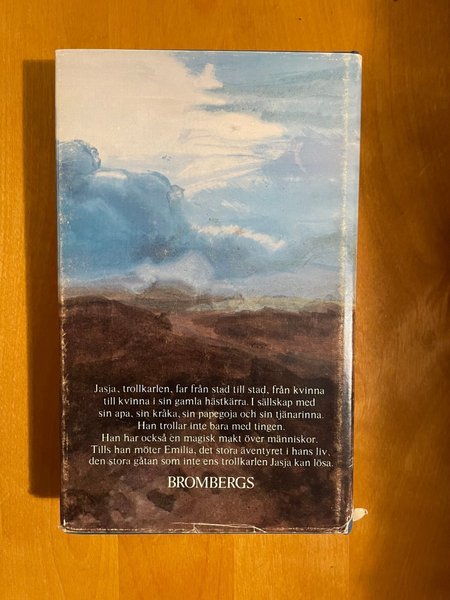 Jasja, trollkarlen, far från stad till stad, från kvinna
till kvinna i sin gamla hästkärra. I sällskap med
sin apa, sin kråka, sin papegoja och sin tjänarinna.
Han trollar inte bara med tingen.
Han har också en magisk makt över människor.
Tills han möter Emilia, det stora äventyret i hans liv,
den stora gåtan som inte ens trollkarlen Jasja kan lösa.
BROMBERGS